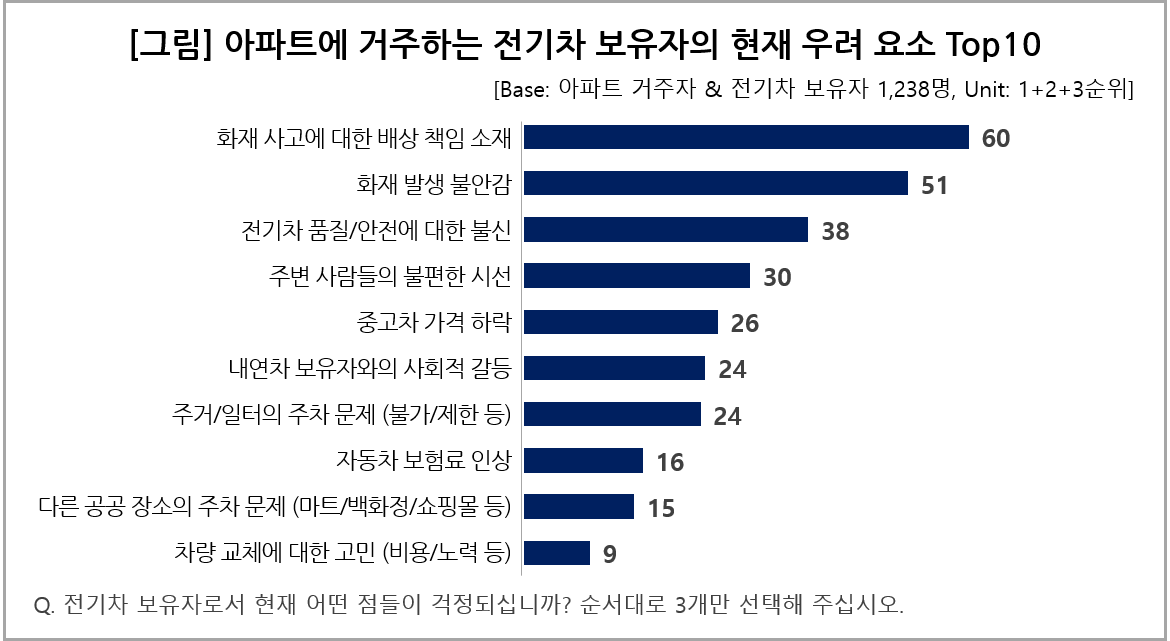 [그림] 아파트에 거주하는 전기차 보유자의 현재 우려 요소 Top10
[Base: 아파트 거주자 & 전기차 보유자 1,238명, Unit: 1+2+3순위]
화재 사고에 대한 배상 책임 소재 60
화재 발생 불안감 51
전기차 품질/안전에 대한 불신 38
주변 사람들의 불편한 시선 30
중고차 가격 하락 26
내연차 보유자와의 사회적 갈등 24
주거/일터의 주차 문제 (불가/제한 등) 24
자동차 보험료 인상 16
다른 공공 장소의 주차 문제 (마트/백화정/쇼핑몰 등) 15
차량 교체에 대한 고민 (비용/노력 등) 9
Q. 전기차 보유자로서 현재 어떤 점들이 걱정되십니까? 순서대로 3개만 선택해 주십시오.